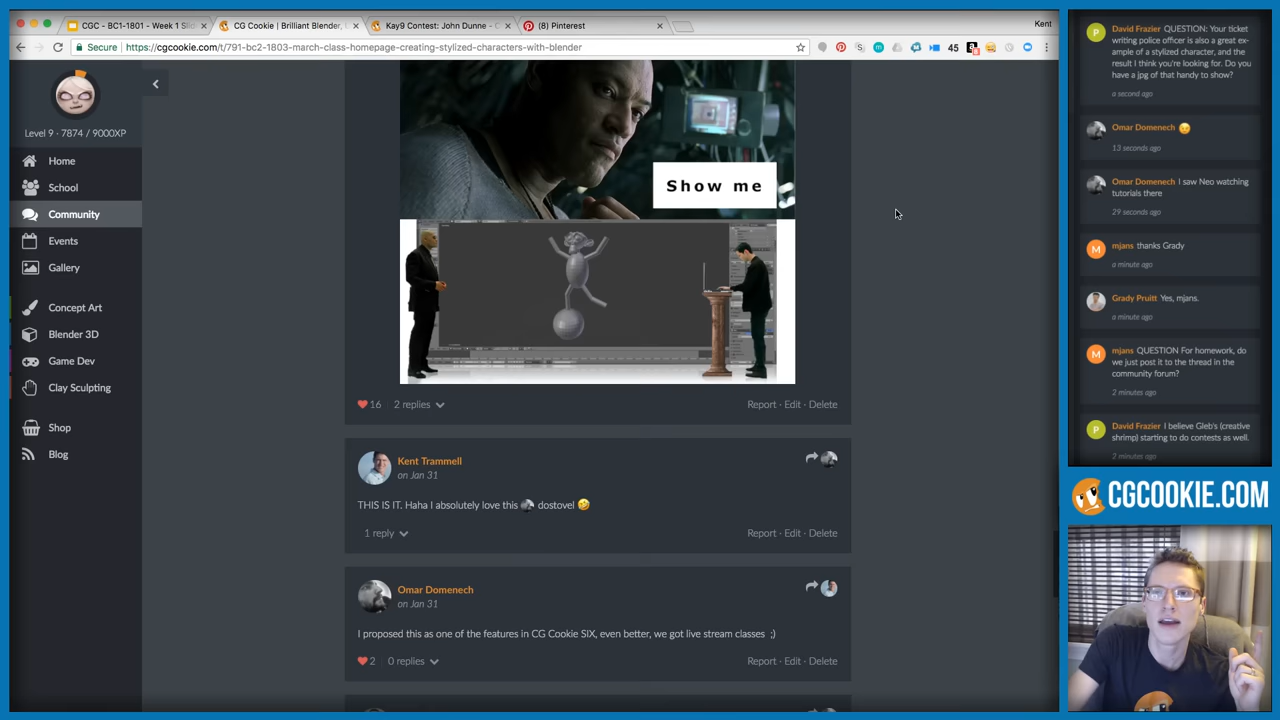 CGC - BC1-1801 - Week 1 Sli
CG Cookie | Brilliant Blender,
Kay9 Contest: John Dunne - C
(8) Pinterest
Kent
Secure
https://cgcookie.com/t/791-bc2-1803-march-class-homepage-creating-stylized-characters-with-blender
45
Level 9 - 7874 / 9000XP
Home
School
Community
Events
Gallery
Concept Art
Blender 3D
Game Dev
Clay Sculpting
Shop
Blog
Show me
16
2 replies
Report · Edit · Delete
Kent Trammell
on Jan 31
THIS IS IT. Haha I absolutely love this dostovel
1 reply
Report · Edit · Delete
Omar Domenech
on Jan 31
I proposed this as one of the features in CG Cookie SIX, even better, we got live stream classes ;)
2
0 replies
Report · Edit · Delete
P
David Frazier QUESTION: Your ticket
writing police officer is also a great ex-
ample of a stylized character, and the
result I think you're looking for. Do you
have a jpg of that handy to show?
a second ago
Omar Domenech
13 seconds ago
Omar Domenech I saw Neo watching
tutorials there
29 seconds ago
M
mjans thanks Grady
a minute ago
Grady Pruitt Yes, mjans.
a minute ago
M
mjans QUESTION For homework, do
we just post it to the thread in the
community forum?
2 minutes ago
P
David Frazier I believe Gleb's (creative
shrimp) starting to do contests as well.
2 minutes ago
CGCOOKIE.COM